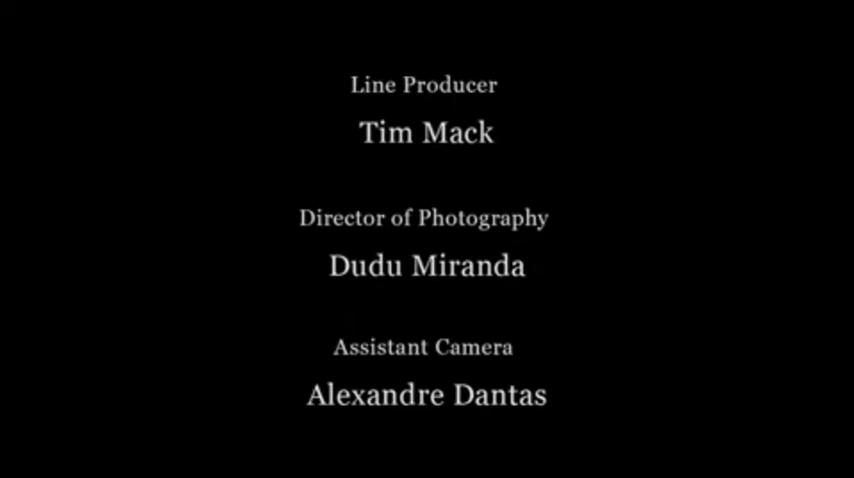 Line Producer
Tim Mack
Director of Photography
Dudu Miranda
Assistant Camera
Alexandre Dantas